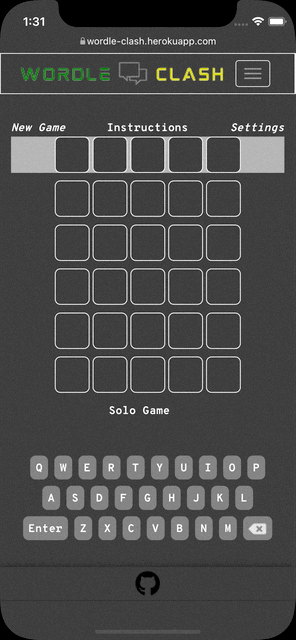 1:31
wordle-clash.herokuapp.com
WORDLE CLASH
New Game Instructions Settings
Solo Game
Q W E R T Y U I O P
A S D F G H J K L
Enter Z X C V B N M